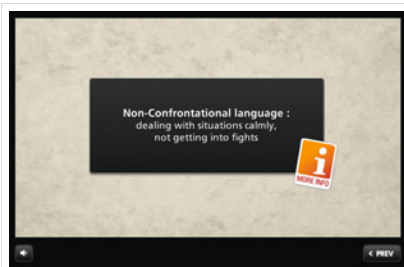 Non-Confrontational language :
dealing with situations calmly,
not getting into fights
MORE INFO
< PREV